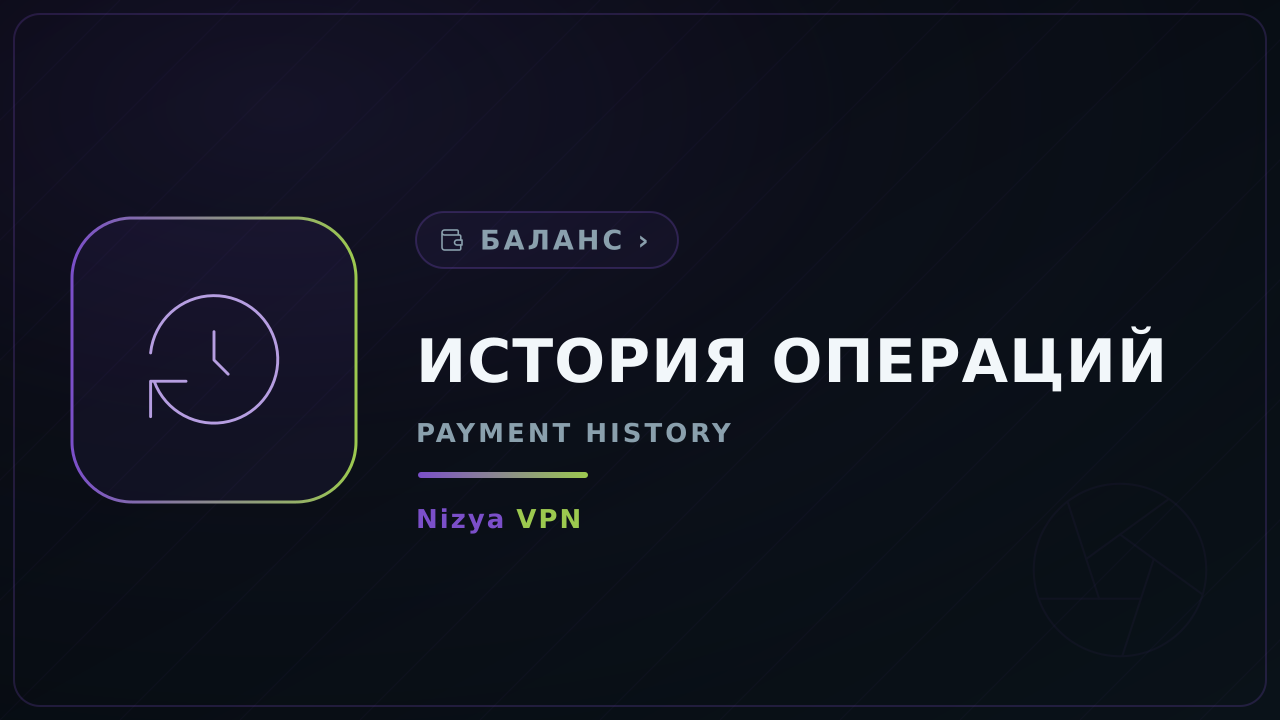 БАЛАНС ›
ИСТОРИЯ ОПЕРАЦИЙ
PAYMENT HISTORY
Nizya VPN